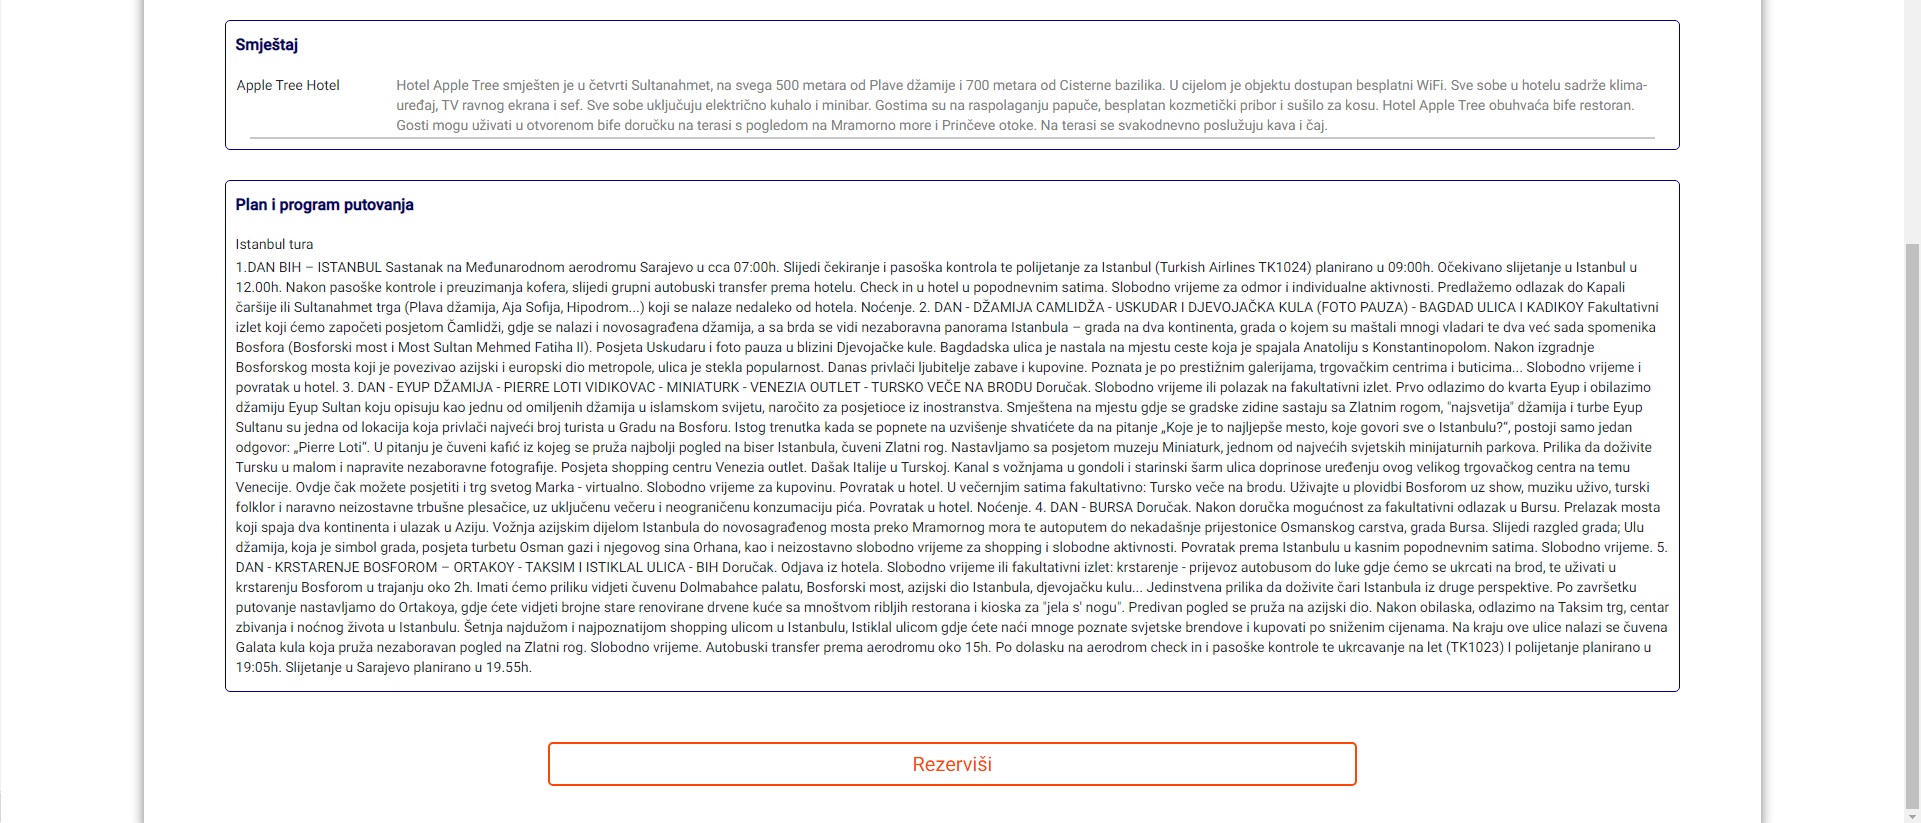 Smještaj
Apple Tree Hotel
Hotel Apple Tree smješten je u četvrti Sultanahmet, na svega 500 metara od Plave džamije i 700 metara od Cisterne bazilika. U cijelom je objektu dostupan besplatni WiFi. Sve sobe u hotelu sadrže klima-
uređaj, TV ravnog ekrana i sef. Sve sobe uključuju električno kuhalo i minibar. Gostima su na raspolaganju papuče, besplatan kozmetički pribor i sušilo za kosu. Hotel Apple Tree obuhvaća bife restoran.
Gosti mogu uživati u otvorenom bife doručku na terasi s pogledom na Mramorno more i Prinčeve otoke. Na terasi se svakodnevno poslužuju kava i čaj.
Plan i program putovanja
Istanbul tura
1.DAN BIH – ISTANBUL Sastanak na Međunarodnom aerodromu Sarajevo u cca 07:00h. Slijedi čekiranje i pasoška kontrola te polijetanje za Istanbul (Turkish Airlines TK1024) planirano u 09:00h. Očekivano slijetanje u Istanbul u
12.00h. Nakon pasoške kontrole i preuzimanja kofera, slijedi grupni autobuski transfer prema hotelu. Check in u hotel u popodnevnim satima. Slobodno vrijeme za odmor i individualne aktivnosti. Predlažemo odlazak do Kapali
čaršije ili Sultanahmet trga (Plava džamija, Aja Sofija, Hipodrom...) koji se nalaze nedaleko od hotela. Noćenje. 2. DAN - DŽAMIJA CAMLIDŽA - USKUDAR I DJEVOJAČKA KULA (FOTO PAUZA) - BAGDAD ULICA I KADIKOY Fakultativni
izlet koji ćemo započeti posjetom Čamlidži, gdje se nalazi i novosagrađena džamija, a sa brda se vidi nezaboravna panorama Istanbula – grada na dva kontinenta, grada o kojem su maštali mnogi vladari te dva već sada spomenika
Bosfora (Bosforski most i Most Sultan Mehmed Fatiha II). Posjeta Uskudaru i foto pauza u blizini Djevojačke kule. Bagdadska ulica je nastala na mjestu ceste koja je spajala Anatoliju s Konstantinopolom. Nakon izgradnje
Bosforskog mosta koji je povezivao azijski i europski dio metropole, ulica je stekla popularnost. Danas privlači ljubitelje zabave i kupovine. Poznata je po prestižnim galerijama, trgovačkim centrima i buticima... Slobodno vrijeme i
povratak u hotel. 3. DAN - EYUP DŽAMIJA - PIERRE LOTI VIDIKOVAC - MINIATURK - VENEZIA OUTLET - TURSKO VEČE NA BRODU Doručak. Slobodno vrijeme ili polazak na fakultativni izlet. Prvo odlazimo do kvarta Eyup i obilazimo
džamiju Eyup Sultan koju opisuju kao jednu od omiljenih džamija u islamskom svijetu, naročito za posjetioce iz inostranstva. Smještena na mjestu gdje se gradske zidine sastaju sa Zlatnim rogom, "najsvetija" džamija i turbe Eyup
Sultanu su jedna od lokacija koja privlači najveći broj turista u Gradu na Bosforu. Istog trenutka kada se popnete na uzvišenje shvatićete da na pitanje „Koje je to najljepše mesto, koje govori sve o Istanbulu?“, postoji samo jedan
odgovor: „Pierre Loti“. U pitanju je čuveni kafić iz kojeg se pruža najbolji pogled na biser Istanbula, čuveni Zlatni rog. Nastavljamo sa posjetom muzeju Miniaturk, jednom od najvećih svjetskih minijaturnih parkova. Prilika da doživite
Tursku u malom i napravite nezaboravne fotografije. Posjeta shopping centru Venezia outlet. Dašak Italije u Turskoj. Kanal s vožnjama u gondoli i starinski šarm ulica doprinose uređenju ovog velikog trgovačkog centra na temu
Venecije. Ovdje čak možete posjetiti i trg svetog Marka - virtualno. Slobodno vrijeme za kupovinu. Povratak u hotel. U večernjim satima fakultativno: Tursko veče na brodu. Uživajte u plovidbi Bosforom uz show, muziku uživo, turski
folklor i naravno neizostavne trbušne plesačice, uz uključenu večeru i neograničenu konzumaciju pića. Povratak u hotel. Noćenje. 4. DAN - BURSA Doručak. Nakon doručka mogućnost za fakultativni odlazak u Bursu. Prelazak mosta
koji spaja dva kontinenta i ulazak u Aziju. Vožnja azijskim dijelom Istanbula do novosagrađenog mosta preko Mramornog mora te autoputem do nekadašnje prijestonice Osmanskog carstva, grada Bursa. Slijedi razgled grada; Ulu
džamija, koja je simbol grada, posjeta turbetu Osman gazi i njegovog sina Orhana, kao i neizostavno slobodno vrijeme za shopping i slobodne aktivnosti. Povratak prema Istanbulu u kasnim popodnevnim satima. Slobodno vrijeme. 5.
DAN - KRSTARENJE BOSFOROM – ORTAKOY - TAKSIM I ISTIKLAL ULICA - BIH Doručak. Odjava iz hotela. Slobodno vrijeme ili fakultativni izlet: krstarenje - prijevoz autobusom do luke gdje ćemo se ukrcati na brod, te uživati u
krstarenju Bosforom u trajanju oko 2h. Imati ćemo priliku vidjeti čuvenu Dolmabahce palatu, Bosforski most, azijski dio Istanbula, djevojačku kulu... Jedinstvena prilika da doživite čari Istanbula iz druge perspektive. Po završetku
putovanje nastavljamo do Ortakoya, gdje ćete vidjeti brojne stare renovirane drvene kuće sa mnoštvom ribljih restorana i kioska za "jela s' nogu". Predivan pogled se pruža na azijski dio. Nakon obilaska, odlazimo na Taksim trg, centar
zbivanja i noćnog života u Istanbulu. Šetnja najdužom i najpoznatijom shopping ulicom u Istanbulu, Istiklal ulicom gdje ćete naći mnoge poznate svjetske brendove i kupovati po sniženim cijenama. Na kraju ove ulice nalazi se čuvena
Galata kula koja pruža nezaboravan pogled na Zlatni rog. Slobodno vrijeme. Autobuski transfer prema aerodromu oko 15h. Po dolasku na aerodrom check in i pasoške kontrole te ukrcavanje na let (TK1023) I polijetanje planirano u
19:05h. Slijetanje u Sarajevo planirano u 19.55h.
Rezerviši